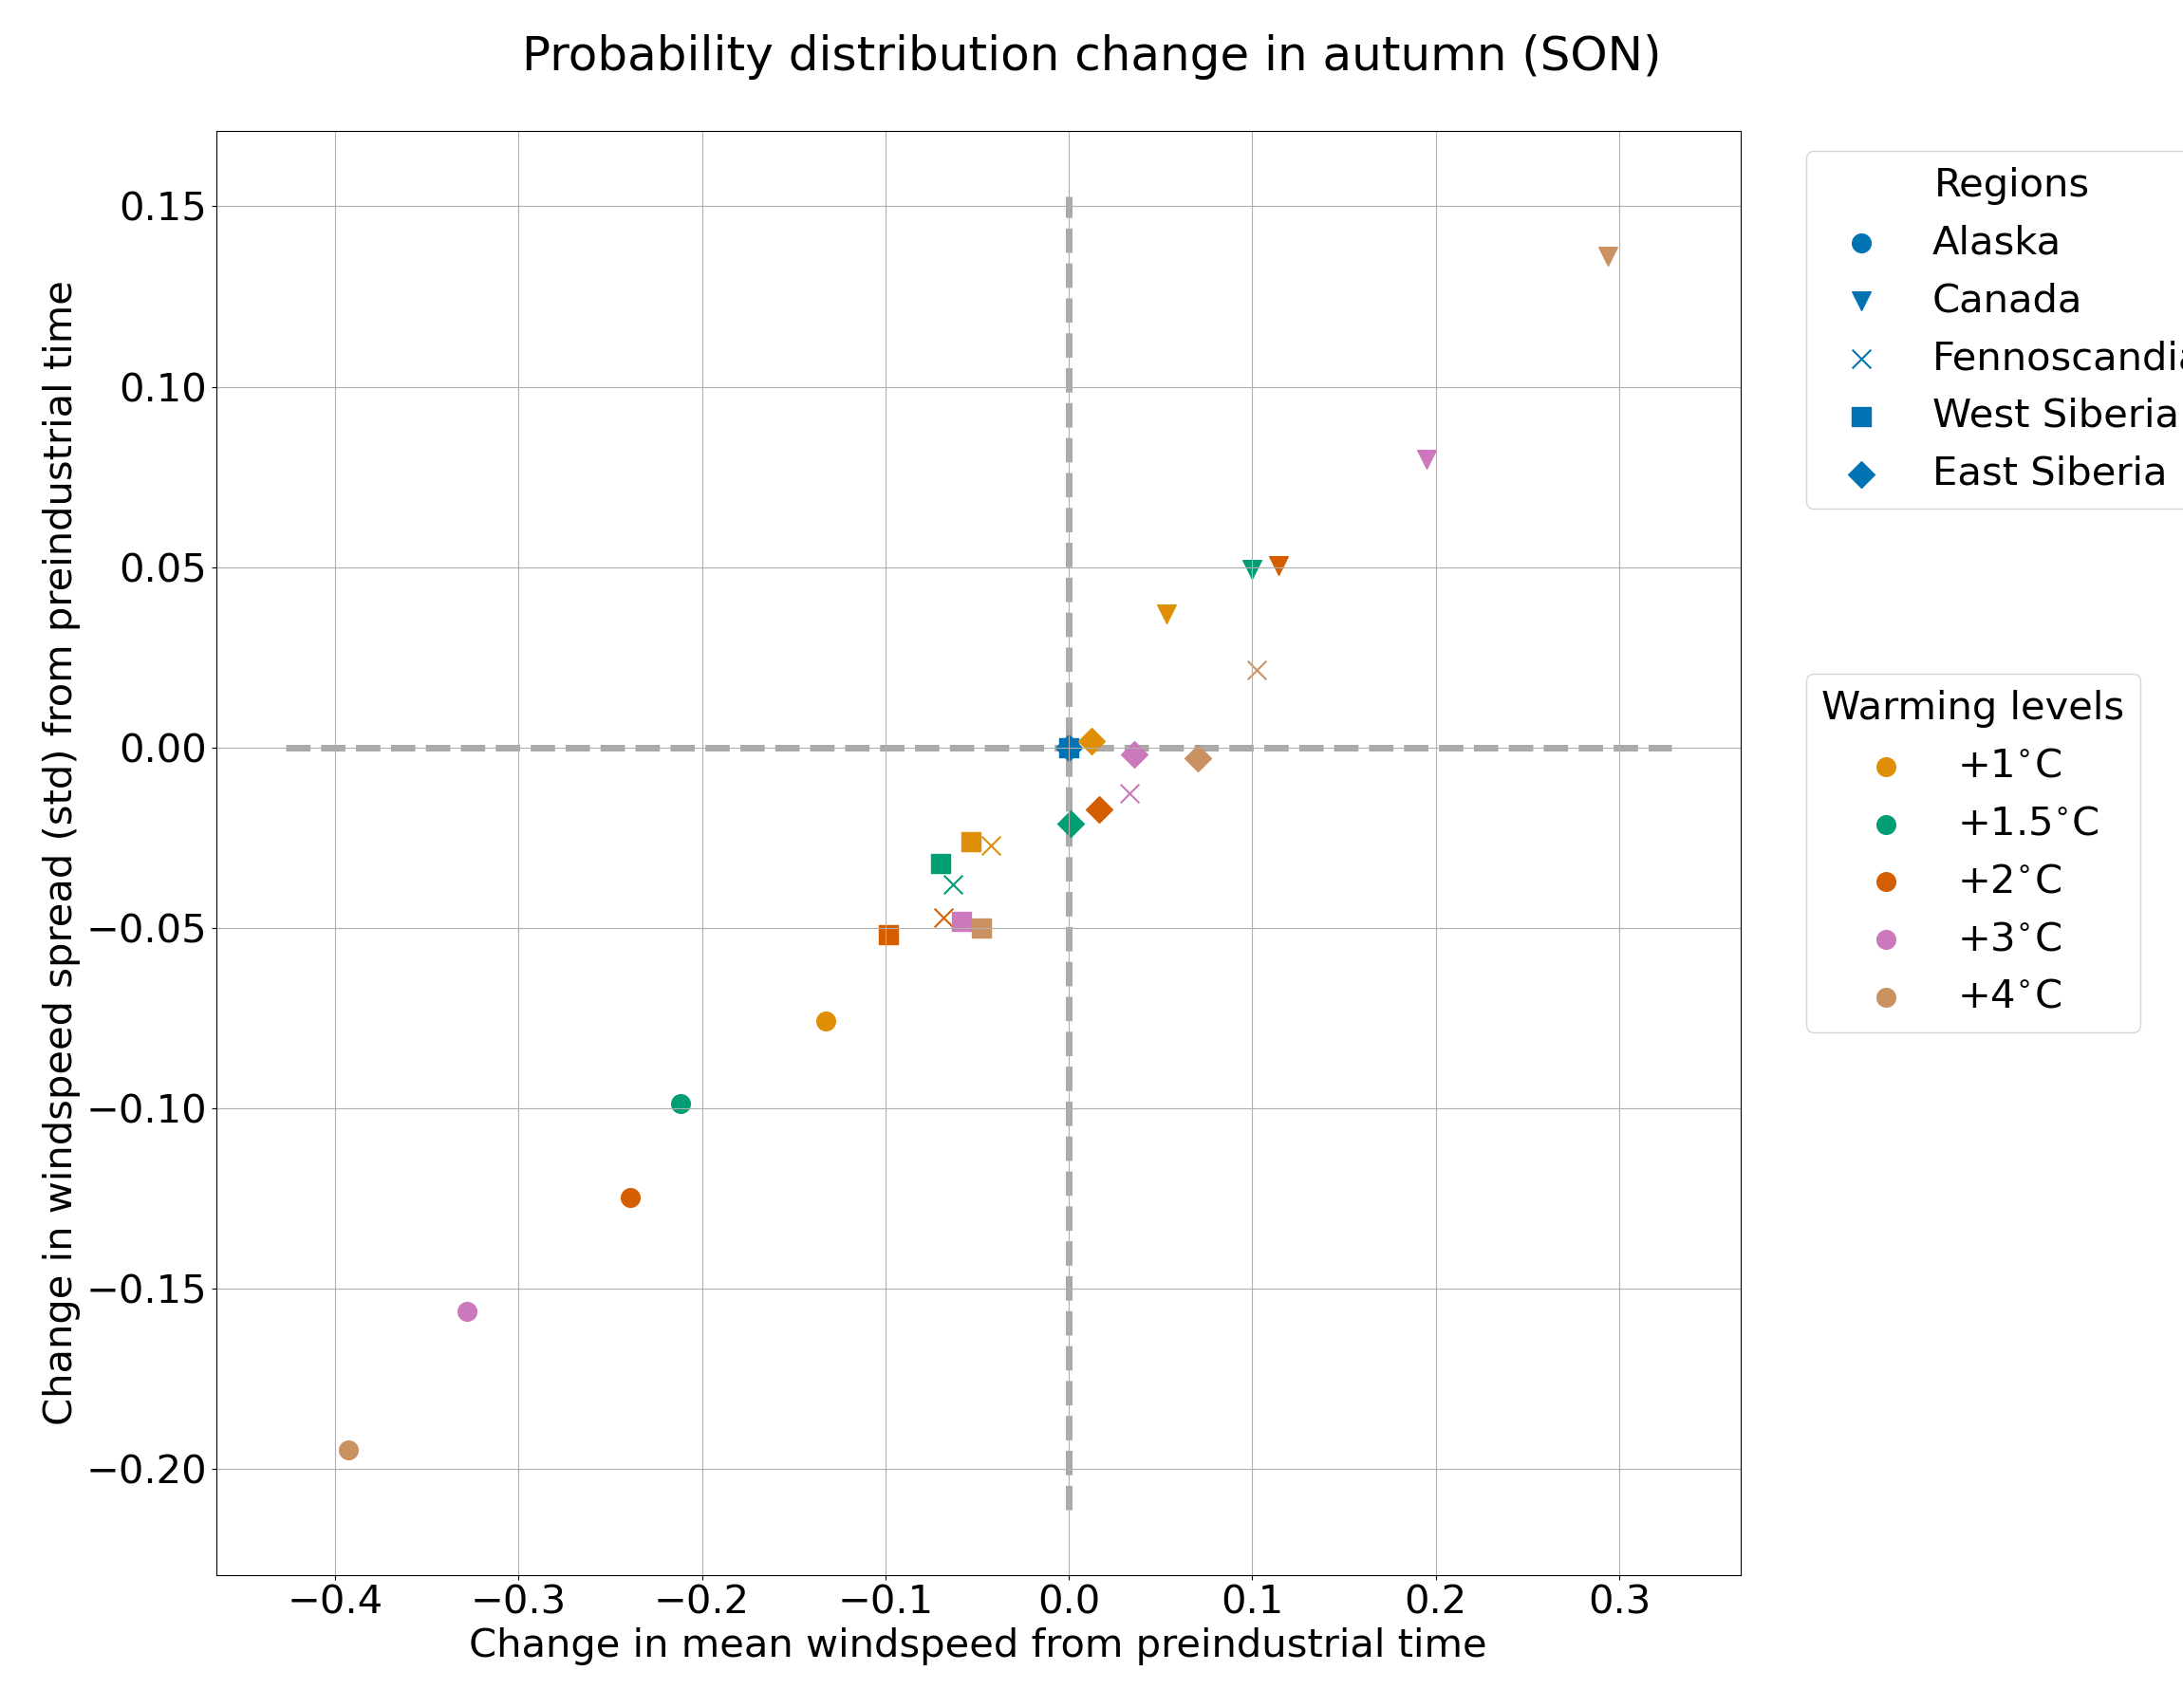 Probability distribution change in autumn (SON)
Change in windspeed spread (std) from preindustrial time
0.15
0.10
0.05
0.00
−0.05
−0.10
−0.15
−0.20
−0.4
−0.3
−0.2
−0.1
0.0
0.1
0.2
0.3
Change in mean windspeed from preindustrial time
Regions
Alaska
Canada
Fennoscandia
West Siberia
East Siberia
Warming levels
+1°C
+1.5°C
+2°C
+3°C
+4°C